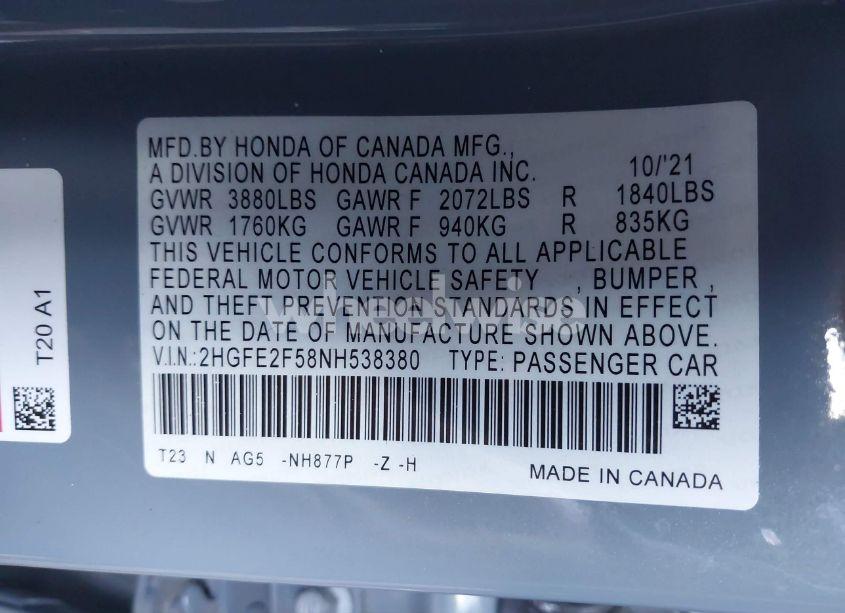 MFD.BY HONDA OF CANADA MFG.,
A DIVISION OF HONDA CANADA INC. 10/'21
GVWR 3880LBS GAWR F 2072LBS R 1840LBS
GVWR 1760KG GAWR F 940KG R 835KG
THIS VEHICLE CONFORMS TO ALL APPLICABLE
FEDERAL MOTOR VEHICLE SAFETY , BUMPER ,
AND THEFT PREVENTION STANDARDS IN EFFECT
ON THE DATE OF MANUFACTURE SHOWN ABOVE.
V.I.N.:2HGFE2F58NH538380 TYPE: PASSENGER CAR
T23 N AG5 -NH877P -Z -H
MADE IN CANADA
T20 A1